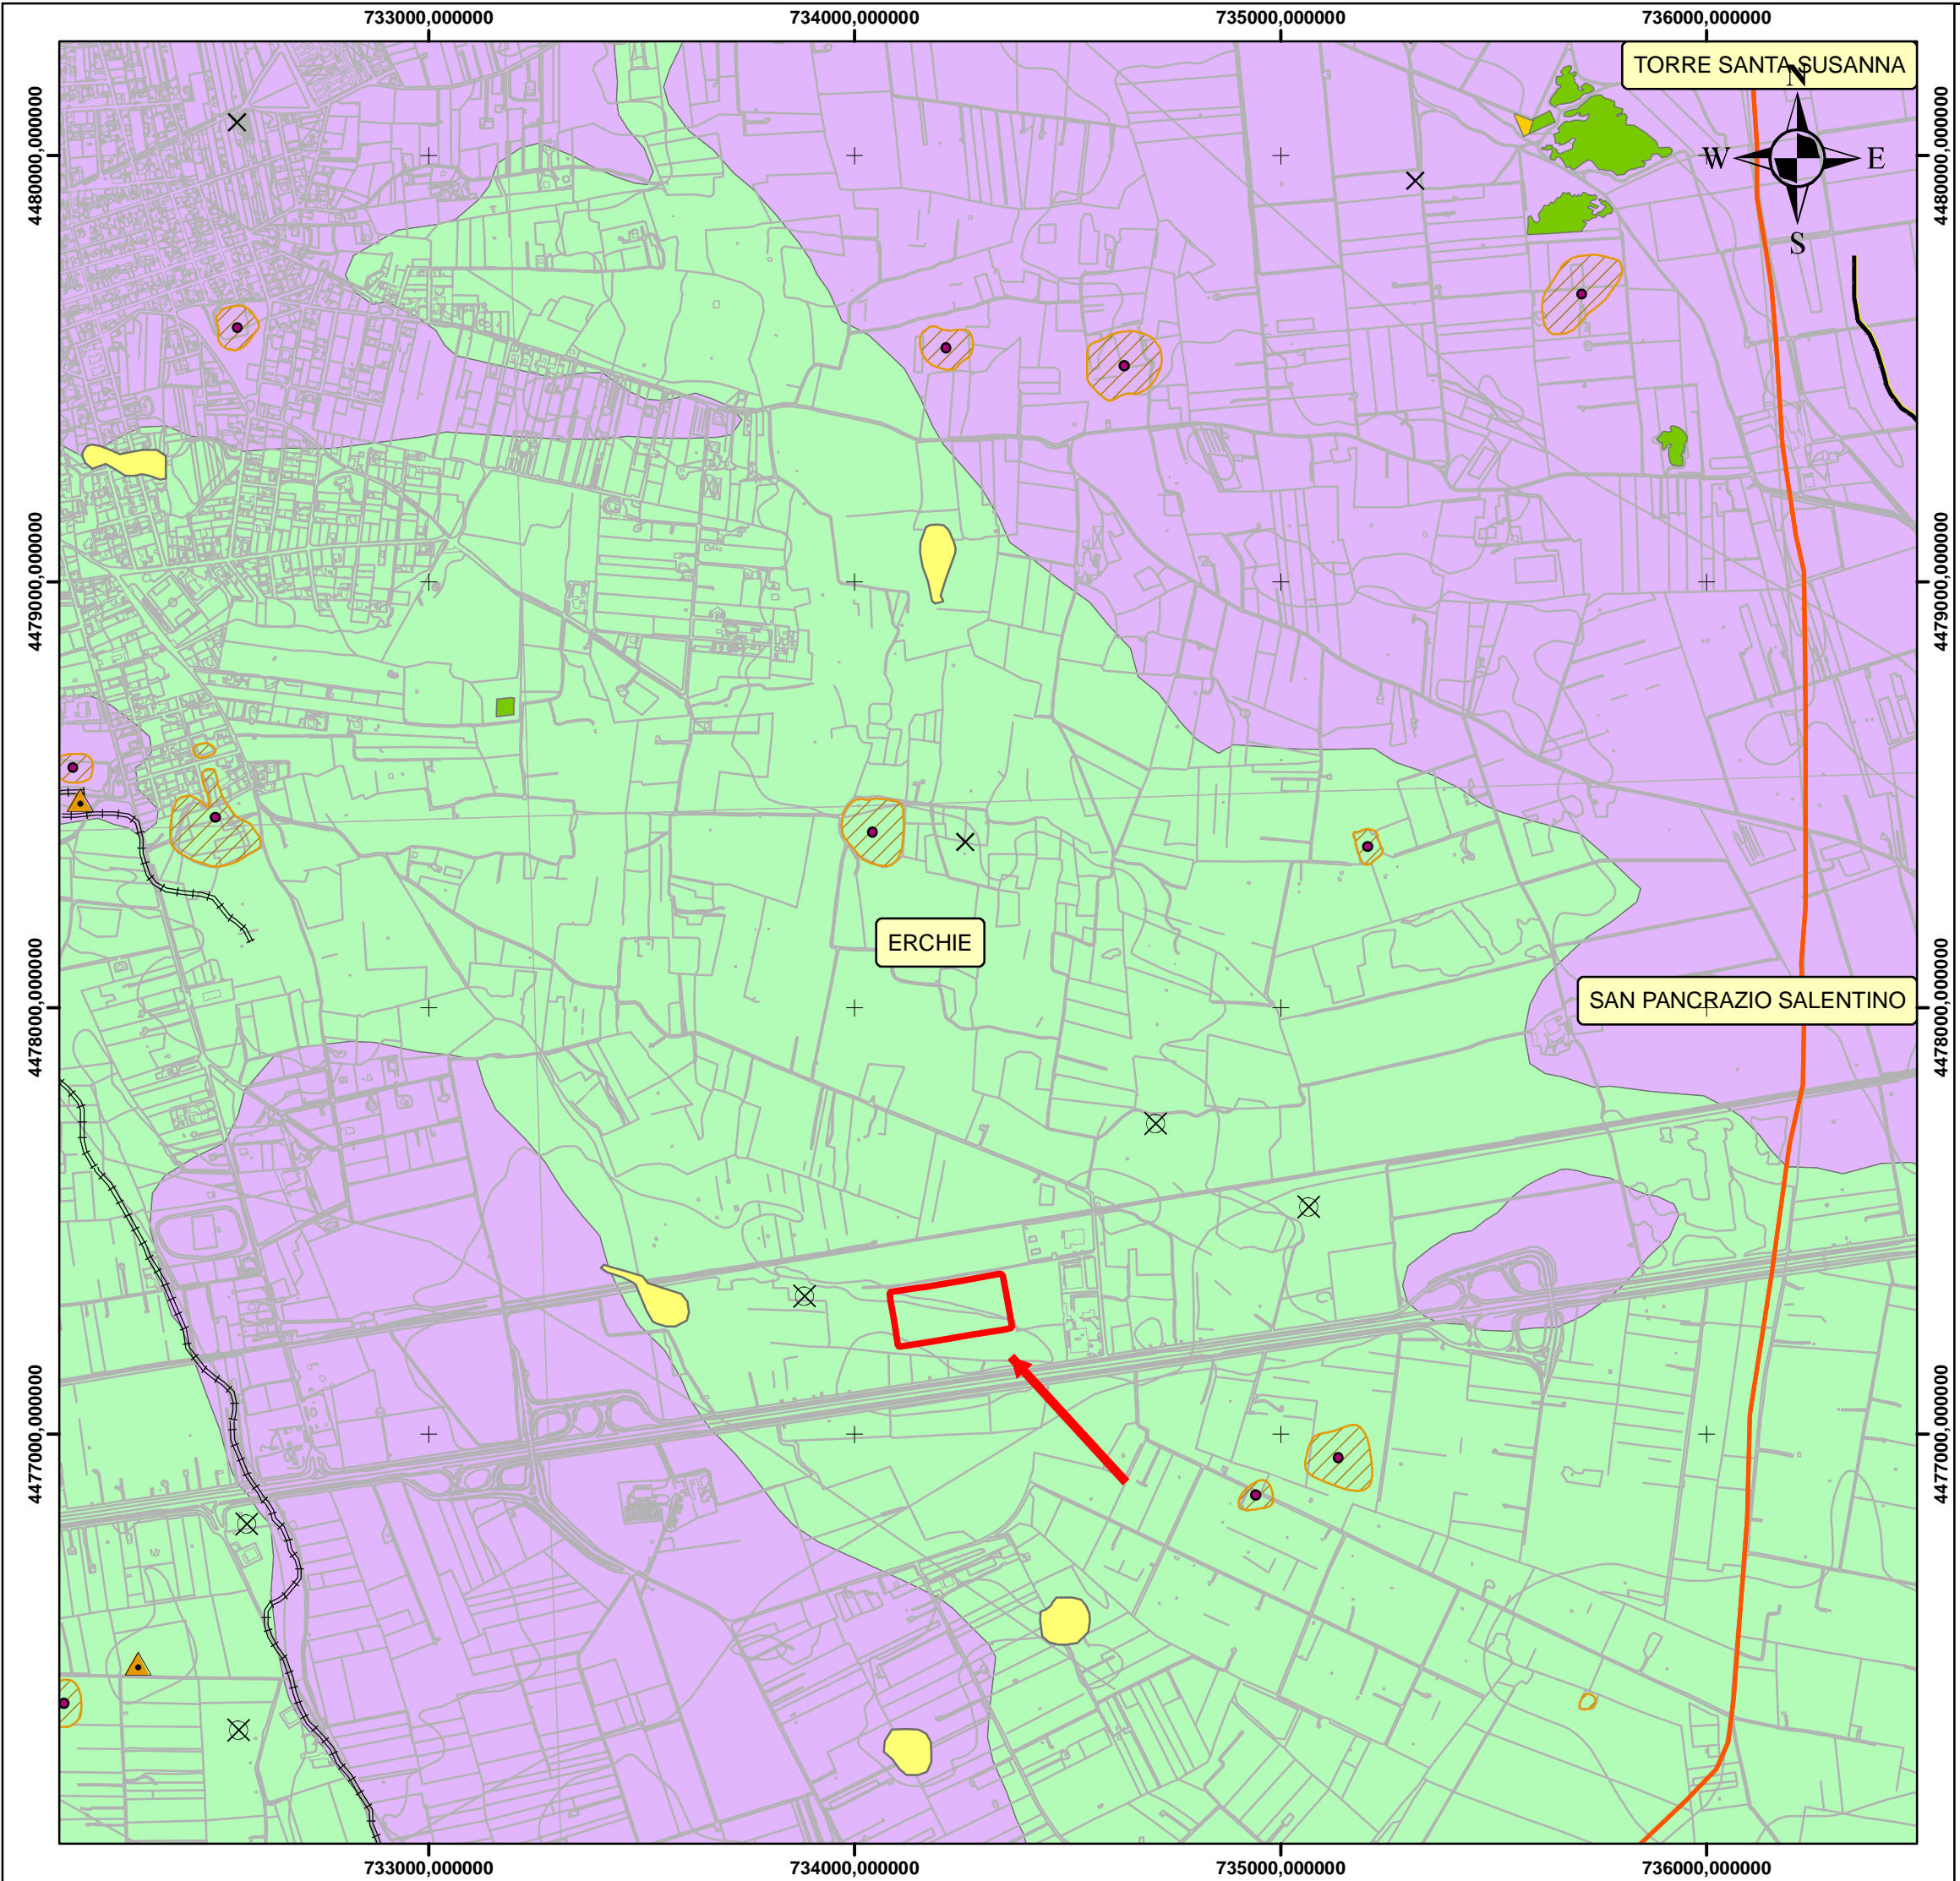 733000,000000 734000,000000 735000,000000 736000,000000
TORRE SANTA SUSANNA
N
W E
S
4480000,000000 4480000,000000
4479000,000000 4479000,000000
ERCHIE
SAN PANCRAZIO SALENTINO
4478000,000000 4478000,000000
4477000,000000 4477000,000000
733000,000000 734000,000000 735000,000000 736000,000000